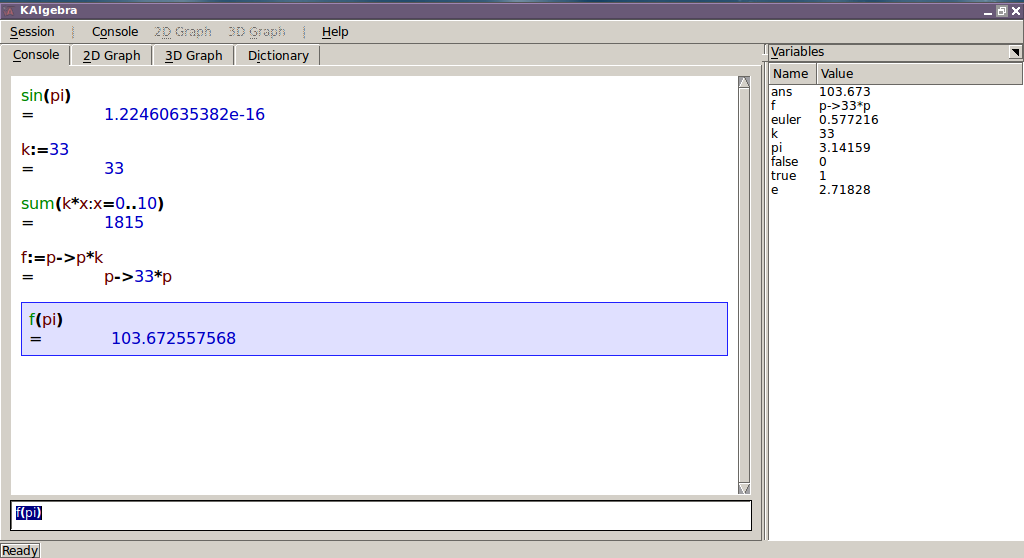 KAlgebra
Session Console 2D Graph 3D Graph Help
Console 2D Graph 3D Graph Dictionary
sin(pi)
= 1.22460635382e-16
k:=33
= 33
sum(k*x:x=0..10)
= 1815
f:=p->p*k
= p->33*p
f(pi)
= 103.672557568
f(pi)
Ready
Variables
Name Value
ans 103.673
f p->33*p
euler 0.577216
k 33
pi 3.14159
false 0
true 1
e 2.71828